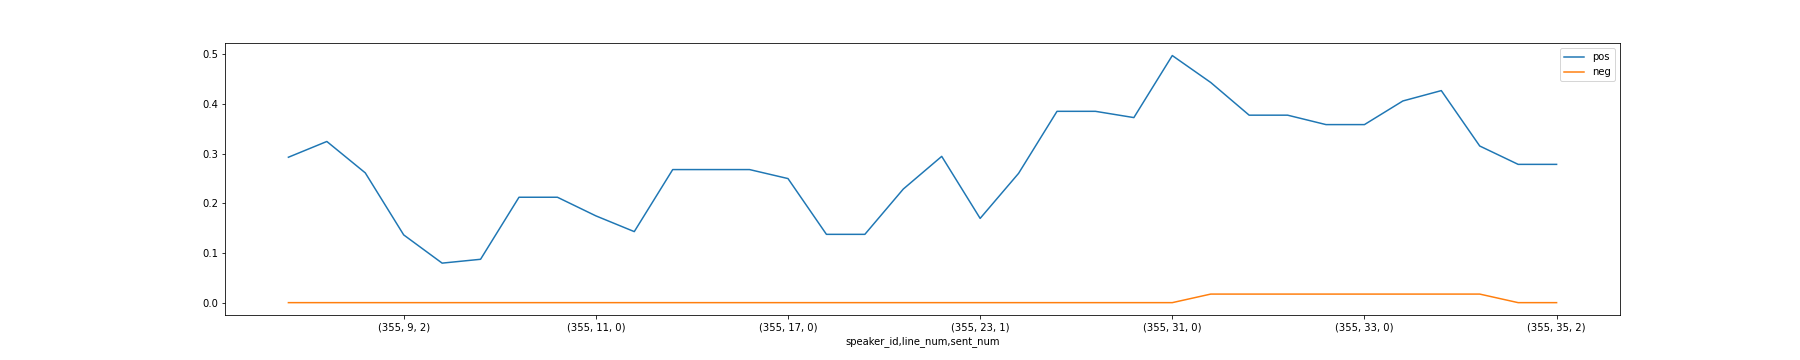 0.5
0.4
0.3
0.2
0.1
0.0
pos
neg
(355, 9, 2) (355, 11, 0) (355, 17, 0) (355, 23, 1) (355, 31, 0) (355, 33, 0) (355, 35, 2)
speaker_id,line_num,sent_num